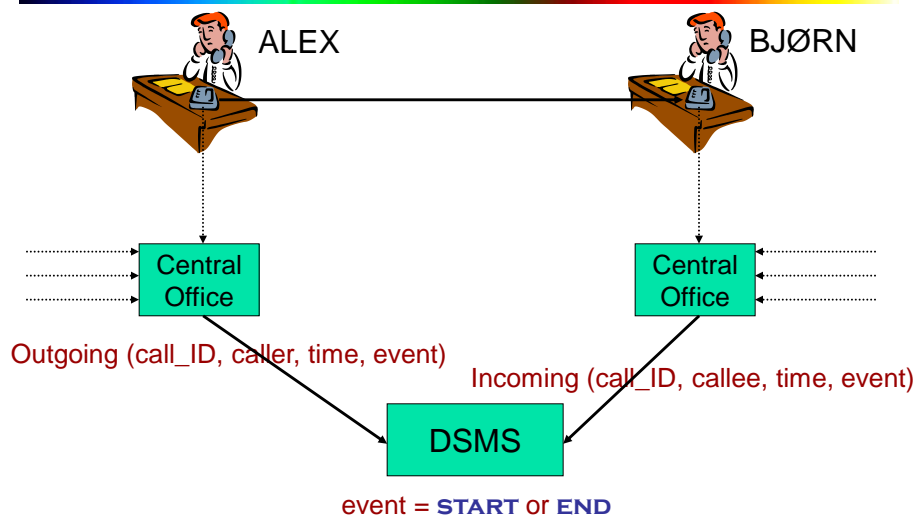 ALEX
BJØRN
Central
Office
Central
Office
Outgoing (call_ID, caller, time, event)
Incoming (call_ID, callee, time, event)
DSMS
event = START or END